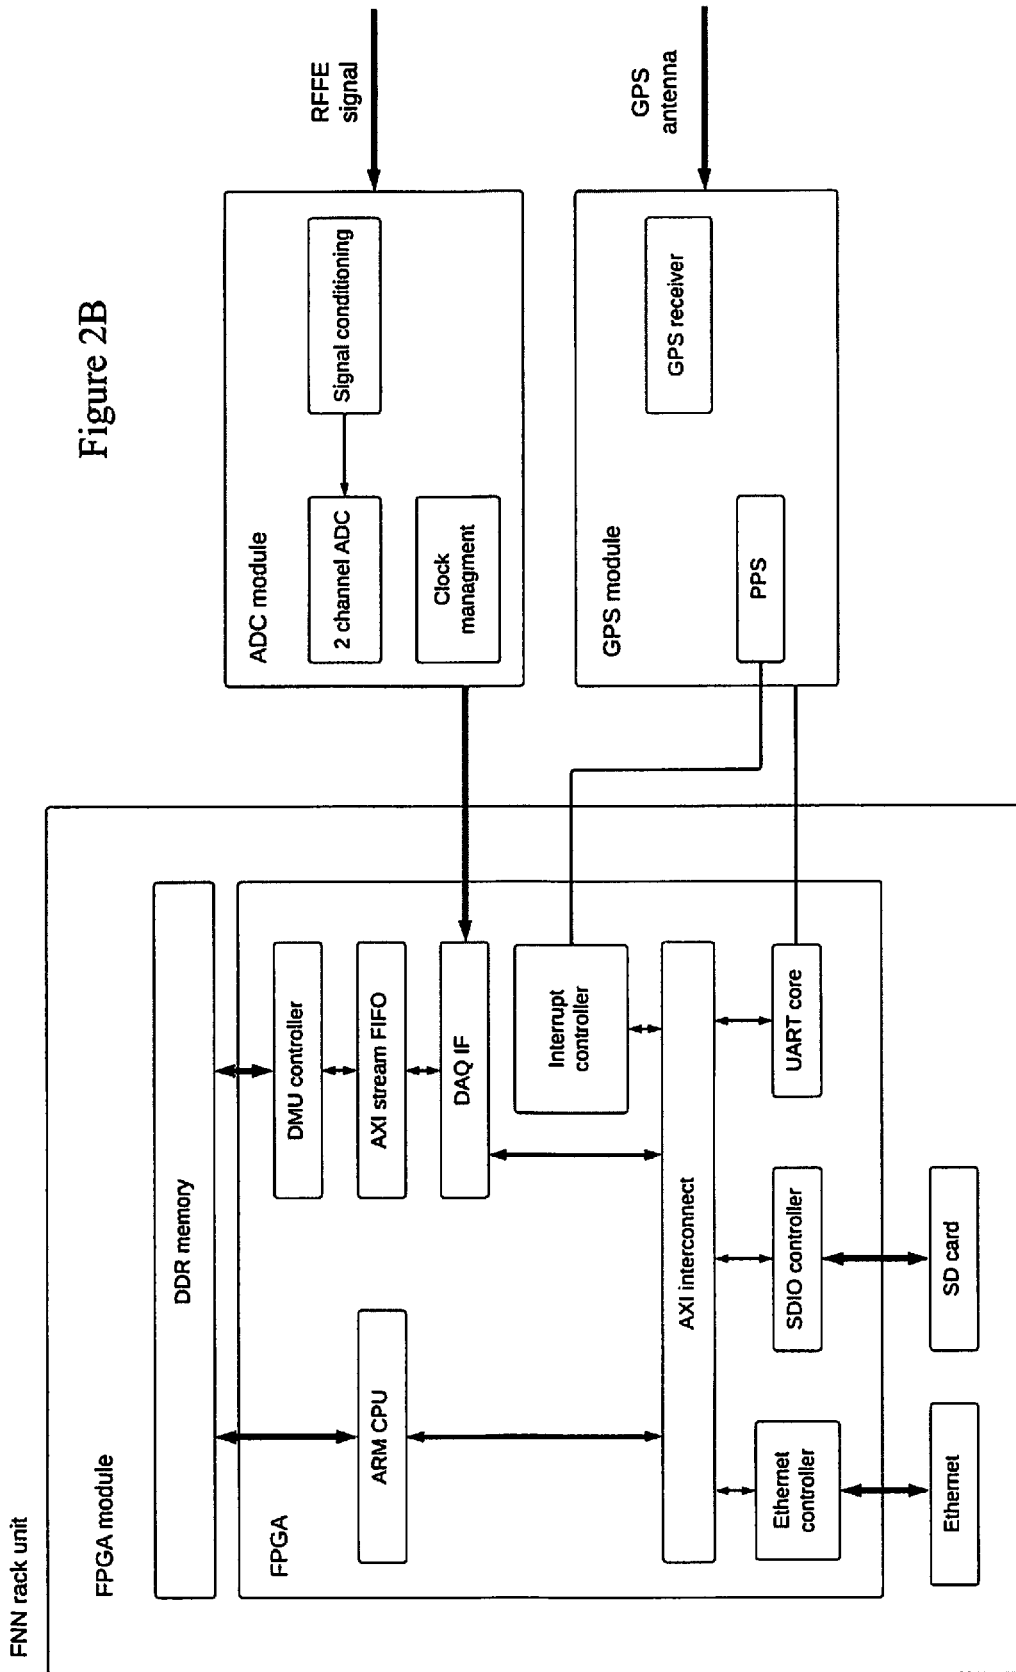 FNN rack unit
Figure 2B
FPGA module
DDR memory
FPGA
ARM CPU
DMU controller
AXI stream FIFO
DAQ IF
Interrupt
controller
AXI interconnect
Ethernet
controller
SDIO controller
UART core
Ethernet
SD card
ADC module
2 channel ADC
Signal conditioning
Clock
managment
RFFE
signal
GPS module
GPS receiver
PPS
GPS
antenna